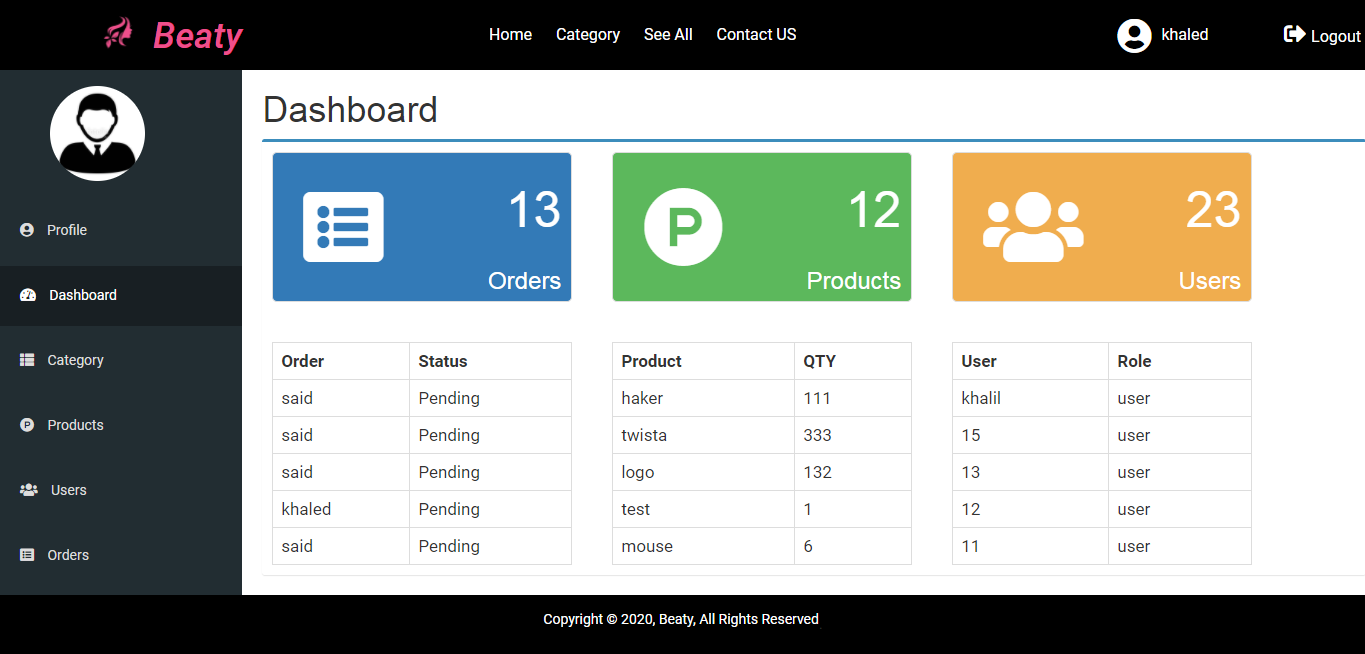 Beaty
Home Category See All Contact US
khaled
Logout
Profile
Dashboard
Category
Products
Users
Orders
Dashboard
13
Orders
P
12
Products
23
Users
Order Status
said Pending
said Pending
said Pending
khaled Pending
said Pending
Product QTY
haker 111
twista 333
logo 132
test 1
mouse 6
User Role
khalil user
15 user
13 user
12 user
11 user
Copyright © 2020, Beaty, All Rights Reserved